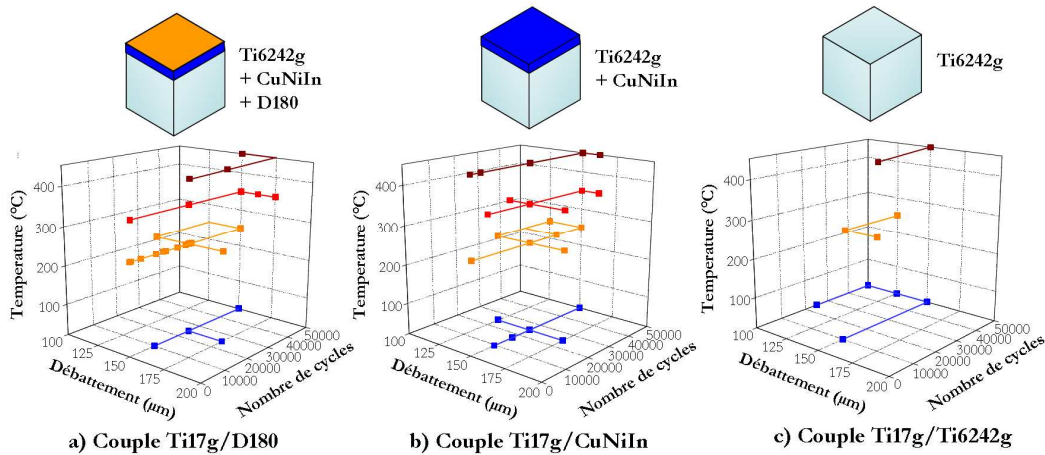 Ti6242g
+ CuNiIn
+ D180
Ti6242g
+ CuNiIn
Ti6242g
Temperature (°C)
400
300
200
100
100
125
150
175
200
0
10000
20000
30000
40000
50000
Débattement (µm)
Nombre de cycles
Temperature (°C)
400
300
200
100
100
125
150
175
200
0
10000
20000
30000
40000
50000
Débattement (µm)
Nombre de cycles
Temperature (°C)
400
300
200
100
100
125
150
175
200
0
10000
20000
30000
40000
50000
Débattement (µm)
Nombre de cycles
a) Couple Ti17g/D180
b) Couple Ti17g/CuNiIn
c) Couple Ti17g/Ti6242g